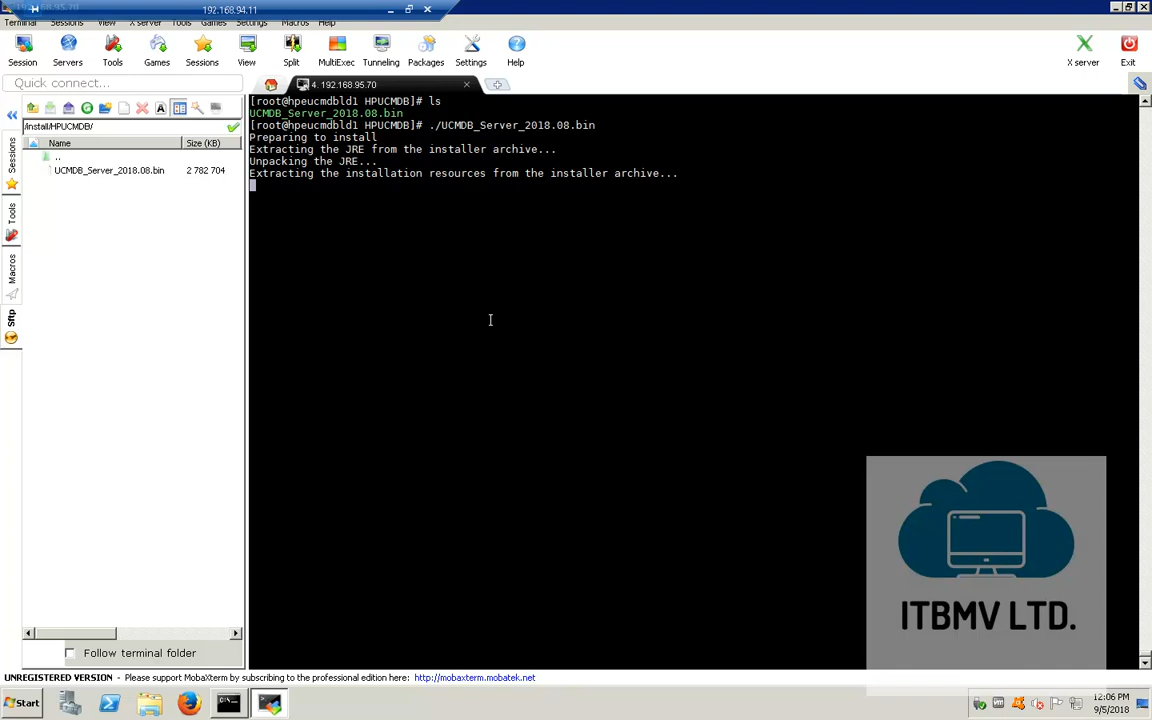 192.168.94.11
Terminal Sessions View X server Tools Games Settings Macros Help
Session Servers Tools Games Sessions View Split MultiExec Tunneling Packages Settings Help X server Exit
Quick connect...
4. 192.168.95.70
/install/HPUCMDB/
Name Size (KB)
..
UCMDB_Server_2018.08.bin 2 782 704
Sessions
Tools
Macros
Sftp
[root@hpeucmdbld1 HPUCMDB]# ls
UCMDB_Server_2018.08.bin
[root@hpeucmdbld1 HPUCMDB]# ./UCMDB_Server_2018.08.bin
Preparing to install
Extracting the JRE from the installer archive...
Unpacking the JRE...
Extracting the installation resources from the installer archive...
ITBMV LTD.
Follow terminal folder
UNREGISTERED VERSION - Please support MobaXterm by subscribing to the professional edition here: http://mobaxterm.mobatek.net
Start
12:06 PM
9/5/2018